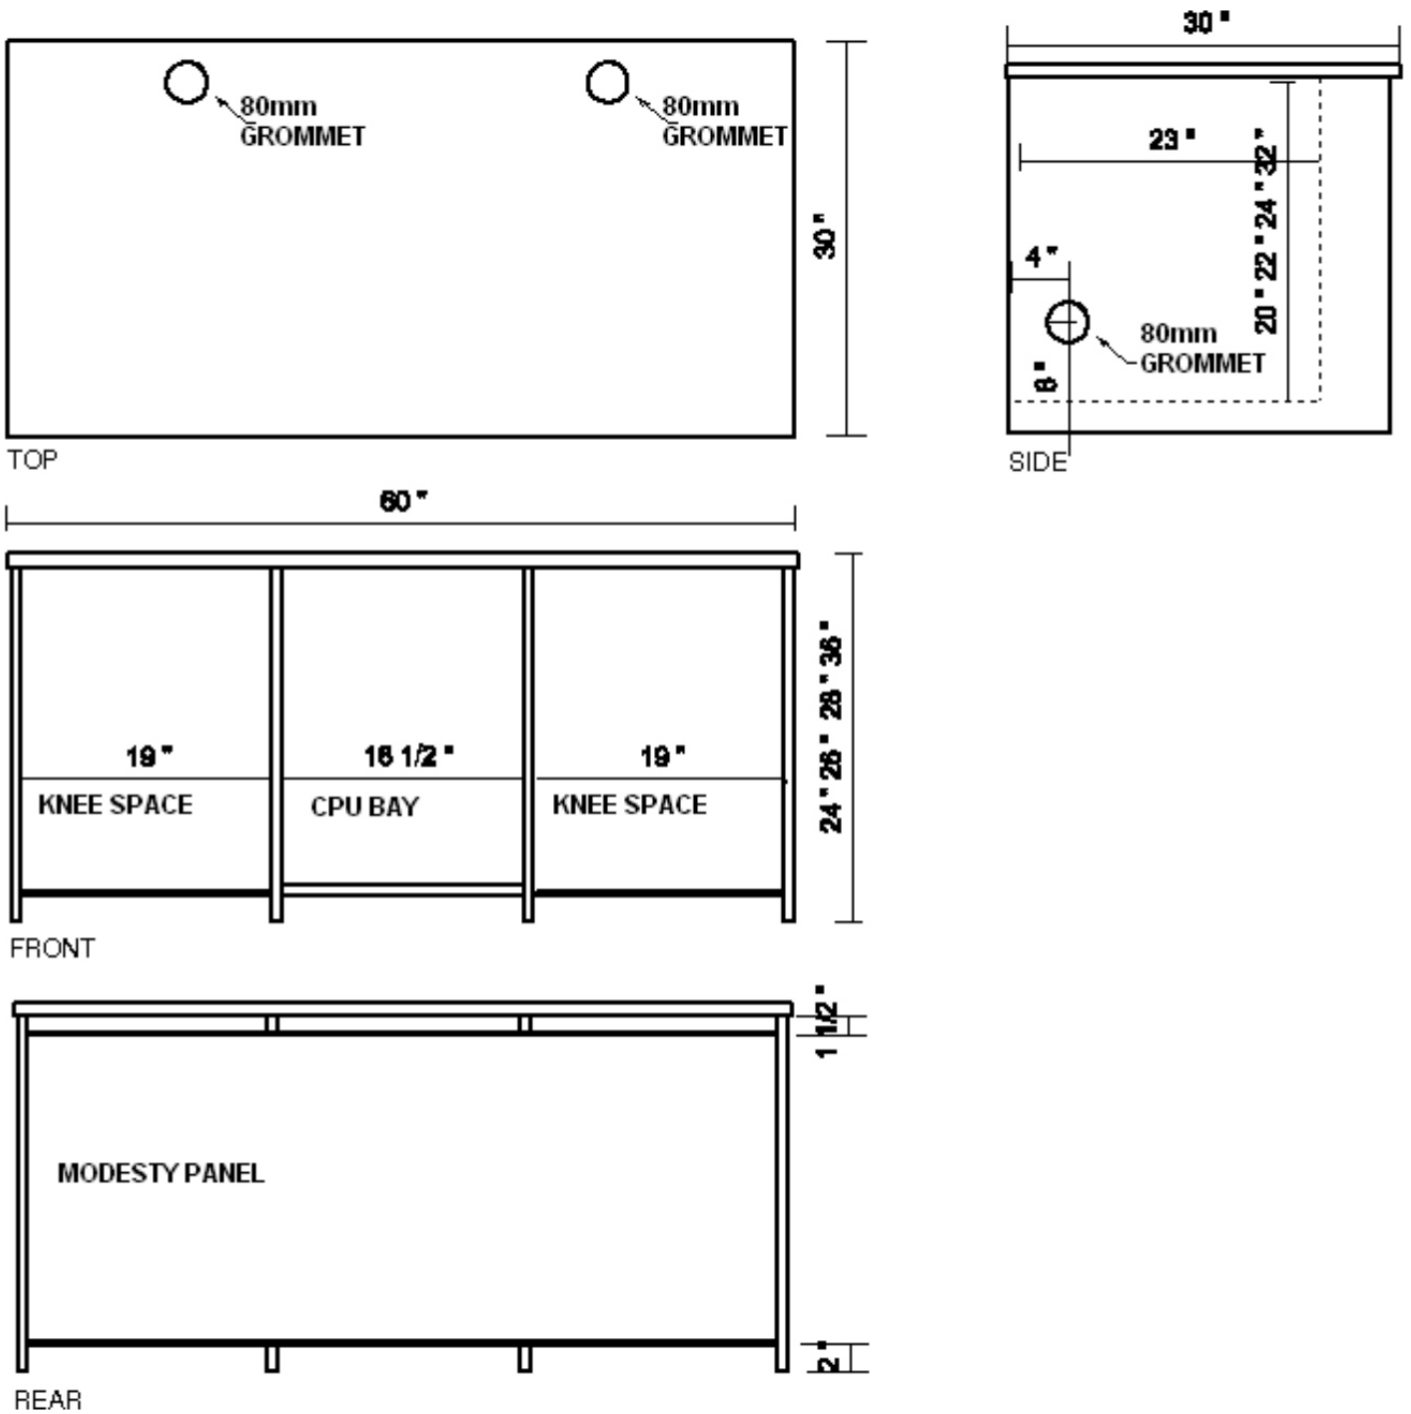 80mm
GROMMET
80mm
GROMMET
30 "
TOP
30 "
23 "
20 " 22 " 24 " 32 "
4 "
80mm
GROMMET
SIDE
60 "
19 "
16 1/2 "
19 "
KNEE SPACE
CPU BAY
KNEE SPACE
24 " 26 " 28 " 36 "
FRONT
1 1/2 "
MODESTY PANEL
2 "
REAR